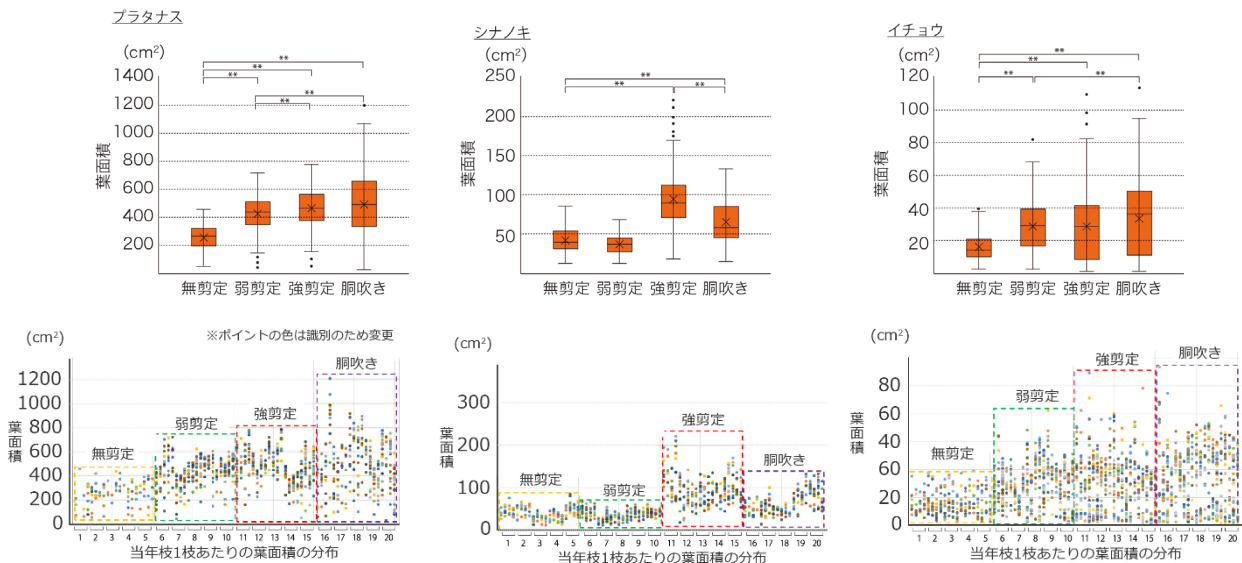 プラタナス
(cm²)
1400
1200
1000
800
600
400
200
葉面積
** ** ** ** **
無剪定 弱剪定 強剪定 胴吹き
シナノキ
(cm²)
250
200
150
100
50
葉面積
** ** **
無剪定 弱剪定 強剪定 胴吹き
イチョウ
(cm²)
120
100
80
60
40
20
葉面積
** ** ** **
無剪定 弱剪定 強剪定 胴吹き
(cm²)
※ポイントの色は識別のため変更
1200
1000
800
600
400
200
0
葉面積
無剪定 弱剪定 強剪定 胴吹き
1 2 3 4 5 6 7 8 9 10 11 12 13 14 15 16 17 18 19 20
当年枝1枝あたりの葉面積の分布
(cm²)
300
200
100
0
葉面積
無剪定 弱剪定 強剪定 胴吹き
1 2 3 4 5 6 7 8 9 10 11 12 13 14 15 16 17 18 19 20
当年枝1枝あたりの葉面積の分布
(cm²)
80
60
40
60
20
0
葉面積
無剪定 弱剪定 強剪定 胴吹き
1 2 3 4 5 6 7 8 9 10 11 12 13 14 15 16 17 18 19 20
当年枝1枝あたりの葉面積の分布